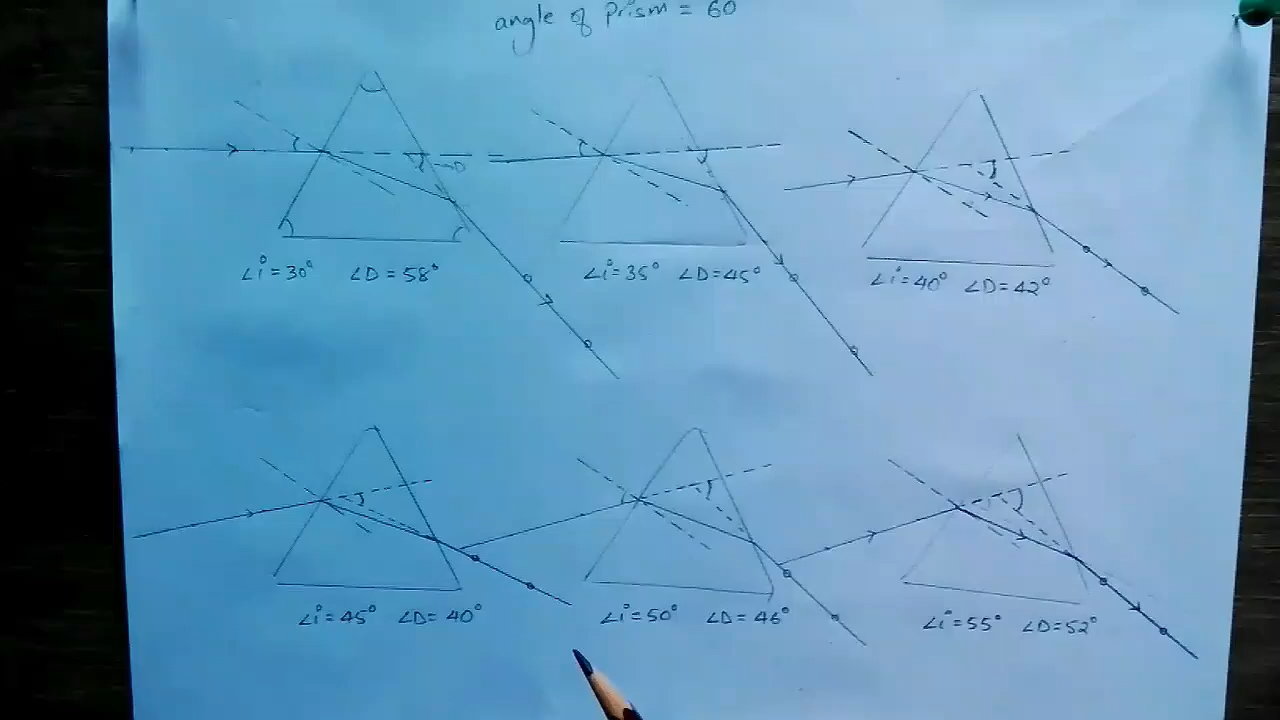 angle of Prism = 60
∠i° = 30° ∠D = 58°
∠i° = 35° ∠D = 45°
∠i° = 40° ∠D = 42°
∠i° = 45° ∠D = 40°
∠i° = 50° ∠D = 46°
∠i° = 55° ∠D = 52°